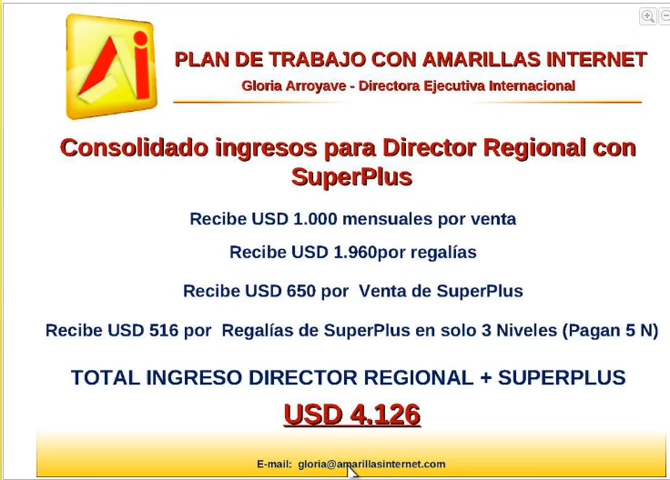 Ai
PLAN DE TRABAJO CON AMARILLAS INTERNET
Gloria Arroyave - Directora Ejecutiva Internacional
Consolidado ingresos para Director Regional con
SuperPlus
Recibe USD 1.000 mensuales por venta
Recibe USD 1.960por regalías
Recibe USD 650 por Venta de SuperPlus
Recibe USD 516 por Regalías de SuperPlus en solo 3 Niveles (Pagan 5 N)
TOTAL INGRESO DIRECTOR REGIONAL + SUPERPLUS
USD 4.126
E-mail: gloria@amarillasinternet.com